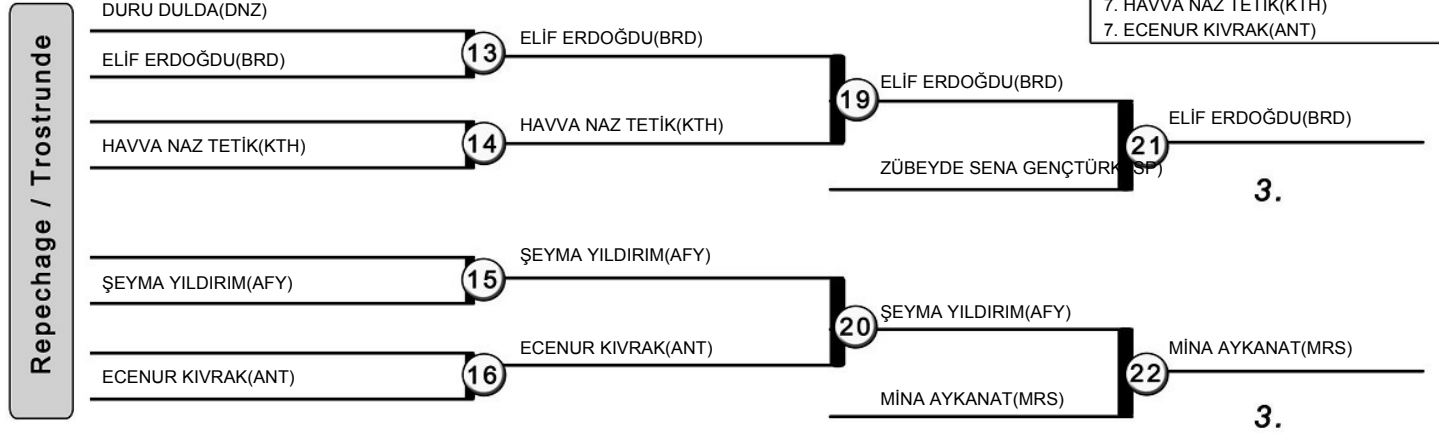 Repechage / Trostrunde
DURU DULDA(DNZ)
ELİF ERDOĞDU(BRD)
13
HAVVA NAZ TETİK(KTH)
14
ŞEYMA YILDIRIM(AFY)
15
ECENUR KIVRAK(ANT)
16
ELİF ERDOĞDU(BRD)
HAVVA NAZ TETİK(KTH)
19
ŞEYMA YILDIRIM(AFY)
ECENUR KIVRAK(ANT)
20
ELİF ERDOĞDU(BRD)
ZÜBEYDE SENA GENÇTÜRK SP)
21
ŞEYMA YILDIRIM(AFY)
MİNA AYKANAT(MRS)
22
ELİF ERDOĞDU(BRD)
3.
MİNA AYKANAT(MRS)
3.
7. HAVVA NAZ TETİK(KTH)
7. ECENUR KIVRAK(ANT)